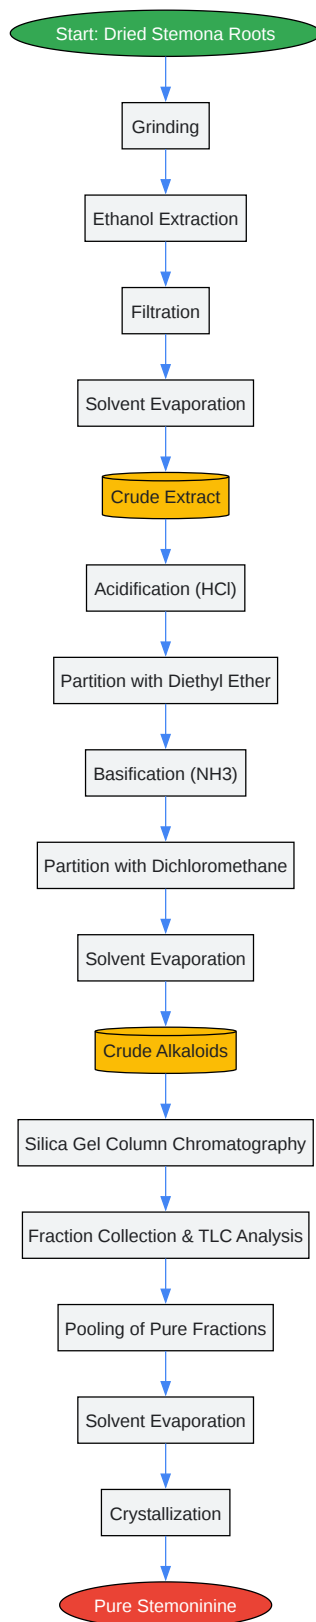 Start: Dried Stemona Roots
Grinding
Ethanol Extraction
Filtration
Solvent Evaporation
Crude Extract
Acidification (HCl)
Partition with Diethyl Ether
Basification (NH3)
Partition with Dichloromethane
Solvent Evaporation
Crude Alkaloids
Silica Gel Column Chromatography
Fraction Collection & TLC Analysis
Pooling of Pure Fractions
Solvent Evaporation
Crystallization
Pure Stemoninine